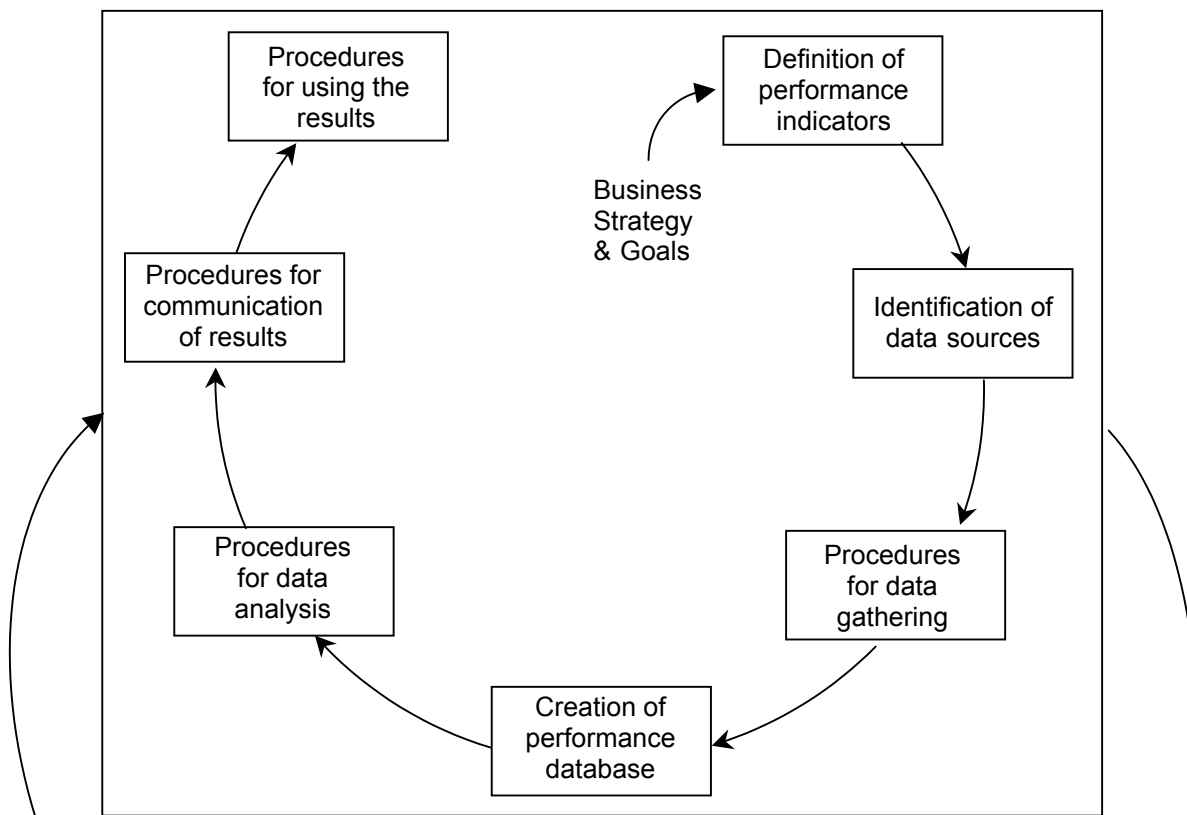 Procedures
for using the
results
Definition of
performance
indicators
Business
Strategy
& Goals
Procedures for
communication
of results
Identification of
data sources
Procedures
for data
analysis
Procedures
for data
gathering
Creation of
performance
database